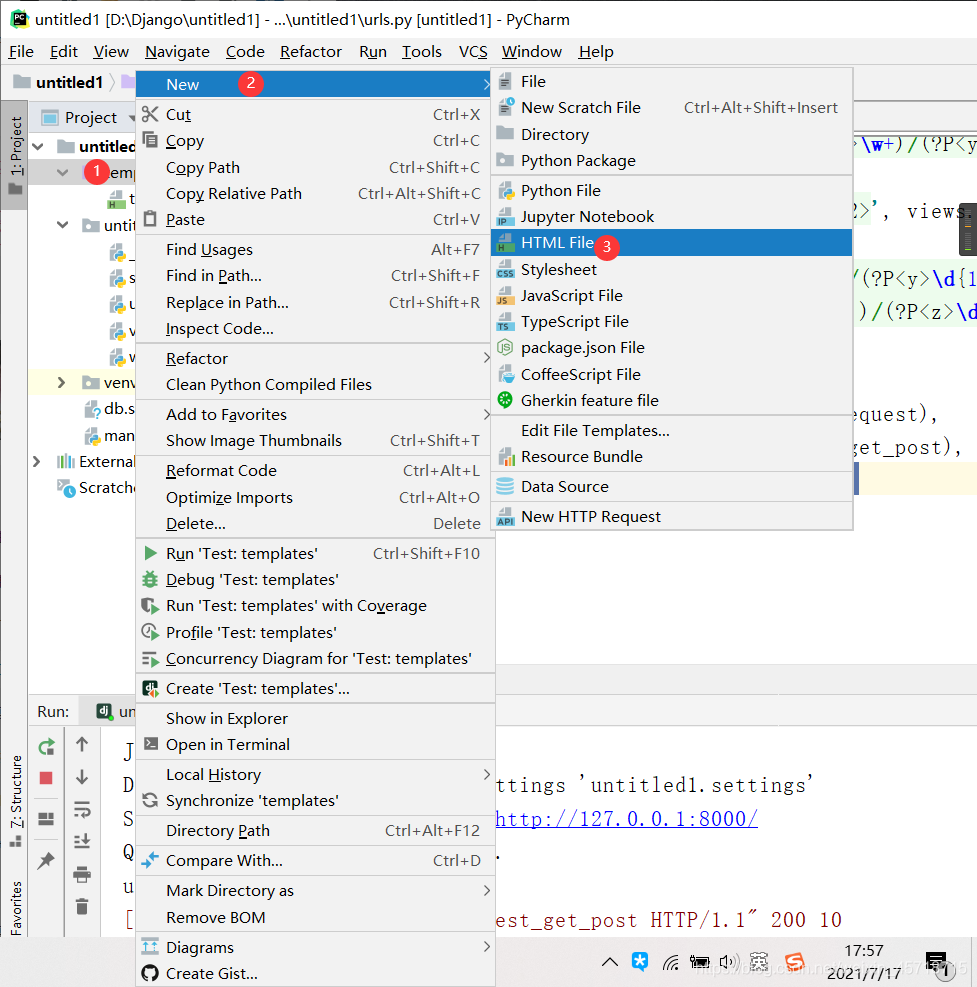 untitled1 [D:\Django\untitled1] - ...\untitled1\urls.py [untitled1] - PyCharm
File Edit View Navigate Code Refactor Run Tools VCS Window Help
untitled1
1: Project
Project
untitled
1
temp
New 2
Cut Ctrl+X
Copy Ctrl+C
Copy Path Ctrl+Shift+C
Copy Relative Path Ctrl+Alt+Shift+C
Paste Ctrl+V
Find Usages Alt+F7
Find in Path... Ctrl+Shift+F
Replace in Path... Ctrl+Shift+R
Inspect Code...
Refactor
Clean Python Compiled Files
Add to Favorites
Show Image Thumbnails Ctrl+Shift+T
Reformat Code Ctrl+Alt+L
Optimize Imports Ctrl+Alt+O
Delete... Delete
Run 'Test: templates' Ctrl+Shift+F10
Debug 'Test: templates'
Run 'Test: templates' with Coverage
Profile 'Test: templates'
Concurrency Diagram for 'Test: templates'
Create 'Test: templates'...
Show in Explorer
Open in Terminal
Local History
Synchronize 'templates'
Directory Path Ctrl+Alt+F12
Compare With... Ctrl+D
Mark Directory as
Remove BOM
Diagrams
Create Gist...
File
New Scratch File Ctrl+Alt+Shift+Insert
Directory
Python Package
Python File
Jupyter Notebook
HTML File 3
Stylesheet
JavaScript File
TypeScript File
package.json File
CoffeeScript File
Gherkin feature file
Edit File Templates...
Resource Bundle
Data Source
New HTTP Request
t
untit
_
s
u
v
w
venv
db.s
man
External
Scratche
\w+)/(?P<y
2>', views.
/(?P<y>\d{1
)/(?P<z>\d
equest),
get_post),
Run: un
J
D ttings 'untitled1.settings'
S http://127.0.0.1:8000/
Q .
u
[ est_get_post HTTP/1.1" 200 10
Z: Structure
Favorites
英
17:57
2021/7/17
1